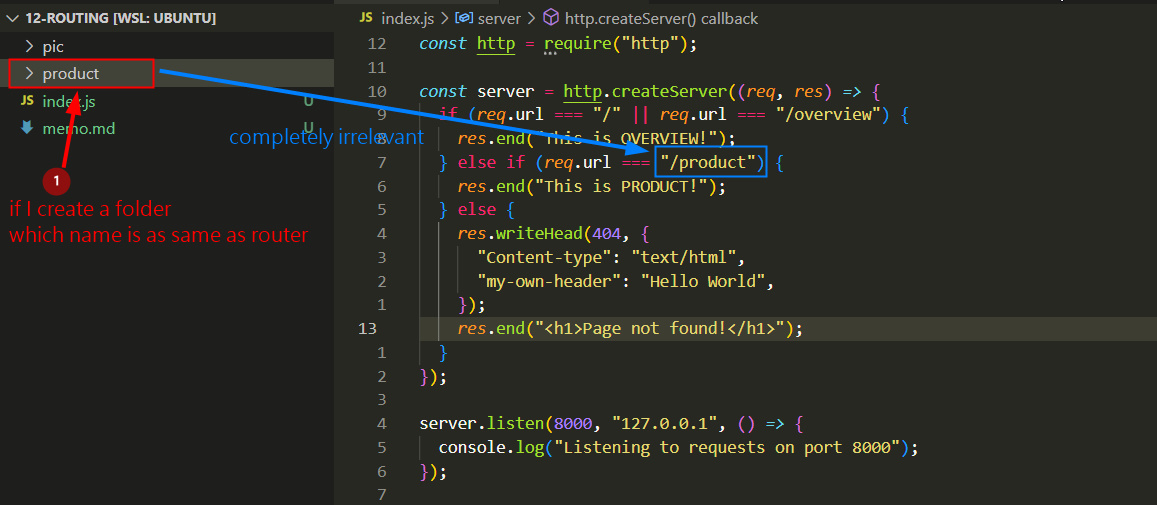 12-ROUTING [WSL: UBUNTU]
pic
product
index.js U
memo.md U
1
if I create a folder
which name is as same as router
completely irrelevant
JS index.js > server > http.createServer() callback
12 const http = require("http");
11
10 const server = http.createServer((req, res) => {
9 if (req.url === "/" || req.url === "/overview") {
8 res.end("This is OVERVIEW!");
7 } else if (req.url === "/product") {
6 res.end("This is PRODUCT!");
5 } else {
4 res.writeHead(404, {
3 "Content-type": "text/html",
2 "my-own-header": "Hello World",
1 });
13 res.end("<h1>Page not found!</h1>");
1 }
2 });
3
4 server.listen(8000, "127.0.0.1", () => {
5 console.log("Listening to requests on port 8000");
6 });
7